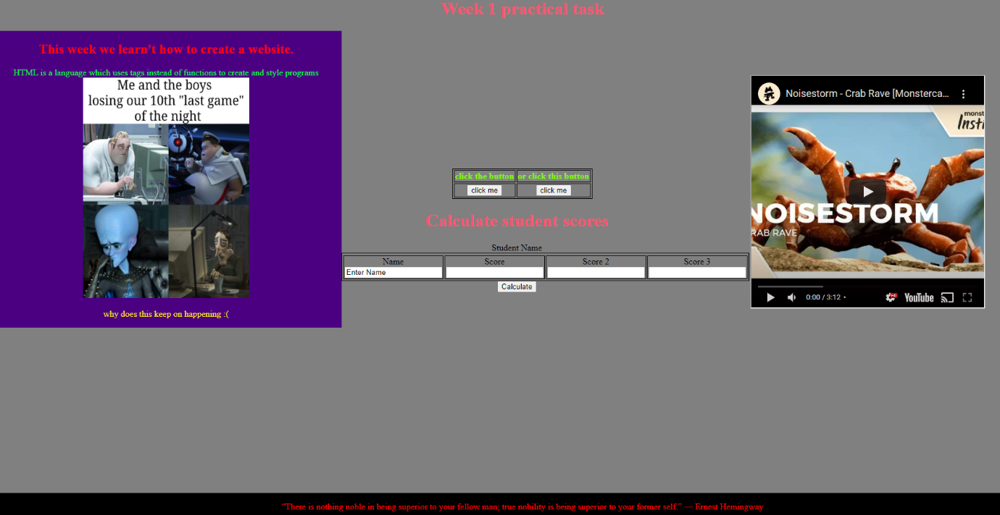 Week 1 practical task
This week we learn't how to create a website.
HTML is a language which uses tags instead of functions to create and style programs
Me and the boys
losing our 10th "last game"
of the night
why does this keep on happening :(
click the button or click this button
click me click me
Calculate student scores
Student Name
Name Score Score 2 Score 3
Enter Name
Calculate
Noisestorm - Crab Rave [Monsterca...
monst
Insti
NOISESTORM
RAB RAVE
0:00 / 3:12 HD YouTube
"There is nothing noble in being superior to your fellow man; true nobility is being superior to your former self." — Ernest Hemingway